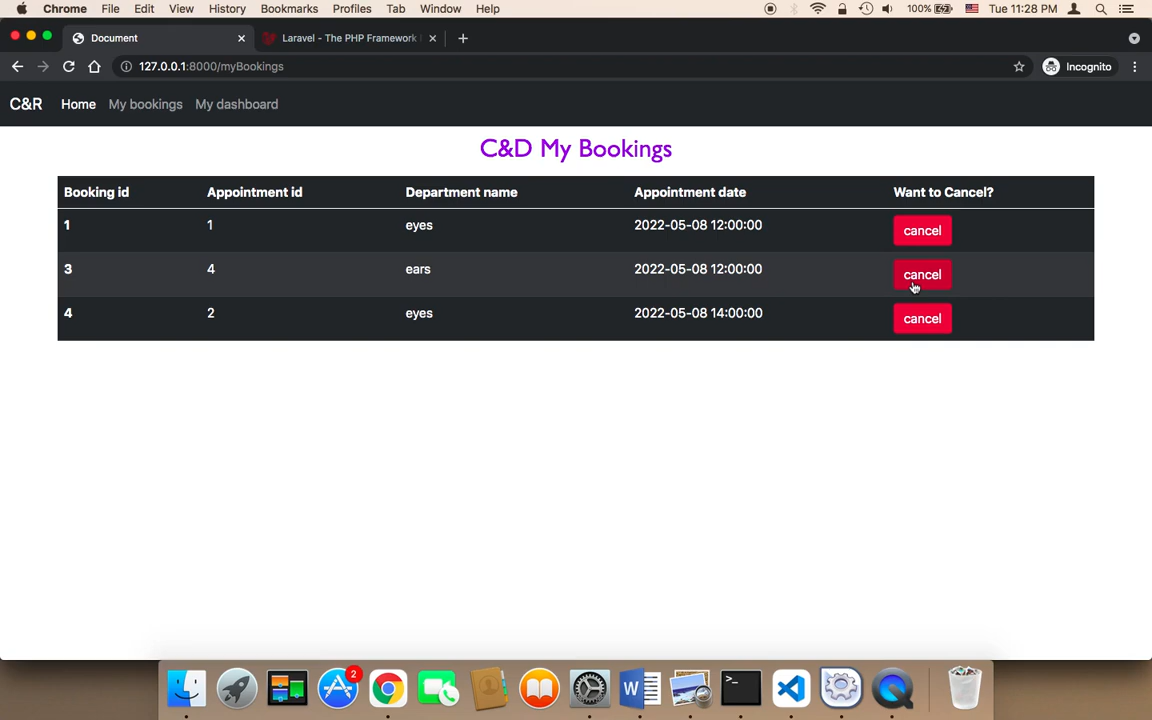 Chrome File Edit View History Bookmarks Profiles Tab Window Help 100% Tue 11:28 PM
Document Laravel - The PHP Framework
127.0.0.1:8000/myBookings Incognito
C&R Home My bookings My dashboard
C&D My Bookings
Booking id Appointment id Department name Appointment date Want to Cancel?
1 1 eyes 2022-05-08 12:00:00 cancel
3 4 ears 2022-05-08 12:00:00 cancel
4 2 eyes 2022-05-08 14:00:00 cancel
2